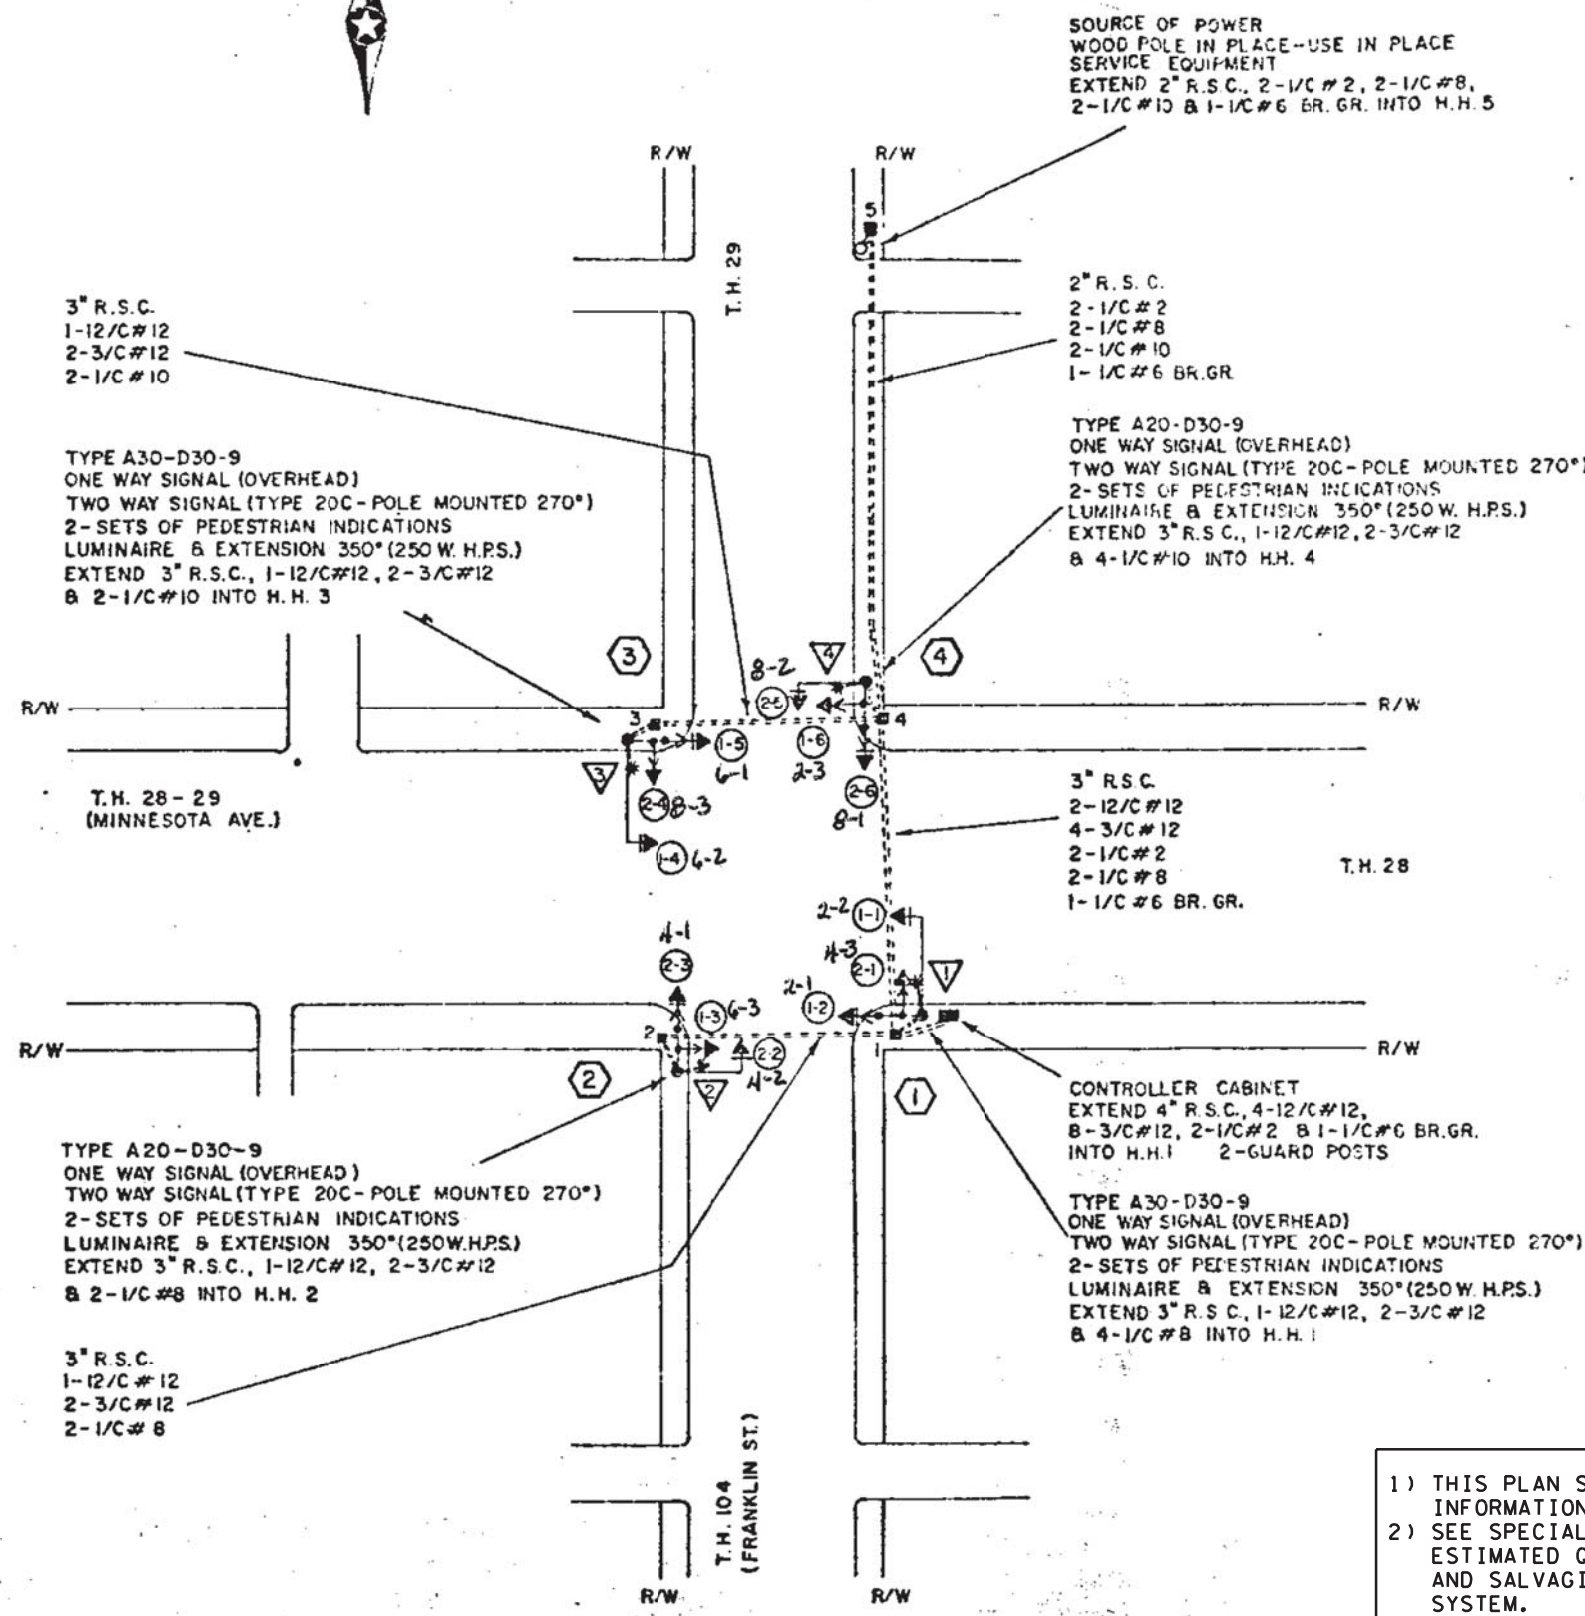 SOURCE OF POWER
WOOD POLE IN PLACE--USE IN PLACE
SERVICE EQUIPMENT
EXTEND 2" R.S.C., 2-1/C #2, 2-1/C #8,
2-1/C #10 & 1-1/C #6 BR. GR. INTO H.H. 5
R/W
R/W
5
T.H. 29
3" R.S.C.
1-12/C #12
2-3/C #12
2-1/C #10
2" R. S. C.
2-1/C # 2
2-1/C #8
2-1/C # 10
1-1/C #6 BR.GR.
TYPE A30-D30-9
ONE WAY SIGNAL (OVERHEAD)
TWO WAY SIGNAL (TYPE 20C-POLE MOUNTED 270°)
2-SETS OF PEDESTRIAN INDICATIONS
LUMINAIRE & EXTENSION 350° (250 W. H.P.S.)
EXTEND 3" R.S.C., 1-12/C#12, 2-3/C#12
& 2-1/C#10 INTO H. H. 3
TYPE A20-D30-9
ONE WAY SIGNAL (OVERHEAD)
TWO WAY SIGNAL (TYPE 20C-POLE MOUNTED 270°)
2-SETS OF PEDESTRIAN INDICATIONS
LUMINAIRE & EXTENSION 350° (250 W. H.P.S.)
EXTEND 3" R.S.C., 1-12/C#12, 2-3/C#12
& 4-1/C#10 INTO H.H. 4
3
8-2
4
4
R/W
3
2-5
4
R/W
1-5
1-6
6-1
2-3
3
2-4
8-3
2-6
8-1
T.H. 28-29
(MINNESOTA AVE.)
1-4
6-2
3" R.S.C.
2-12/C #12
4-3/C #12
2-1/C # 2
2-1/C # 8
1-1/C #6 BR. GR.
T.H. 28
2-2
1-1
4-1
2-3
4-3
2-1
1
2-1
1-2
1-3
6-3
2
R/W
2-2
4-2
1
R/W
2
2
1
CONTROLLER CABINET
EXTEND 4" R.S.C., 4-12/C#12,
8-3/C#12, 2-1/C#2 & 1-1/C#6 BR.GR.
INTO H.H.1 2-GUARD POSTS
TYPE A20-D30-9
ONE WAY SIGNAL (OVERHEAD)
TWO WAY SIGNAL (TYPE 20C-POLE MOUNTED 270°)
2-SETS OF PEDESTRIAN INDICATIONS
LUMINAIRE & EXTENSION 350° (250W.H.P.S.)
EXTEND 3" R.S.C., 1-12/C#12, 2-3/C#12
& 2-1/C #8 INTO H.H. 2
TYPE A30-D30-9
ONE WAY SIGNAL (OVERHEAD)
TWO WAY SIGNAL (TYPE 20C-POLE MOUNTED 270°)
2-SETS OF PEDESTRIAN INDICATIONS
LUMINAIRE & EXTENSION 350° (250 W. H.P.S.)
EXTEND 3" R.S C., 1-12/C#12, 2-3/C #12
& 4-1/C #8 INTO H.H. 1
3" R.S.C.
1-12/C # 12
2-3/C #12
2-1/C # 8
T.H. 104
(FRANKLIN ST.)
R/W
R/W
1) THIS PLAN S
INFORMATION
2) SEE SPECIAL
ESTIMATED Q
AND SALVAGI
SYSTEM.